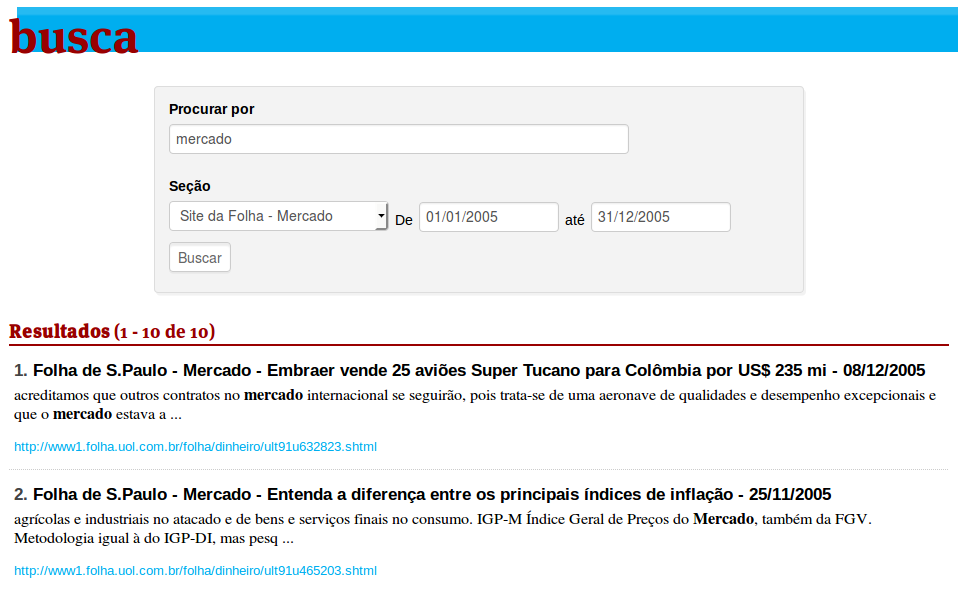 busca
Procurar por
mercado
Seção
Site da Folha - Mercado De 01/01/2005 até 31/12/2005
Buscar
Resultados (1 - 10 de 10)
1. Folha de S.Paulo - Mercado - Embraer vende 25 aviões Super Tucano para Colômbia por US$ 235 mi - 08/12/2005
acreditamos que outros contratos no mercado internacional se seguirão, pois trata-se de uma aeronave de qualidades e desempenho excepcionais e
que o mercado estava a ...
http://www1.folha.uol.com.br/folha/dinheiro/ult91u632823.shtml
2. Folha de S.Paulo - Mercado - Entenda a diferença entre os principais índices de inflação - 25/11/2005
agrícolas e industriais no atacado e de bens e serviços finais no consumo. IGP-M Índice Geral de Preços do Mercado, também da FGV.
Metodologia igual à do IGP-DI, mas pesq ...
http://www1.folha.uol.com.br/folha/dinheiro/ult91u465203.shtml